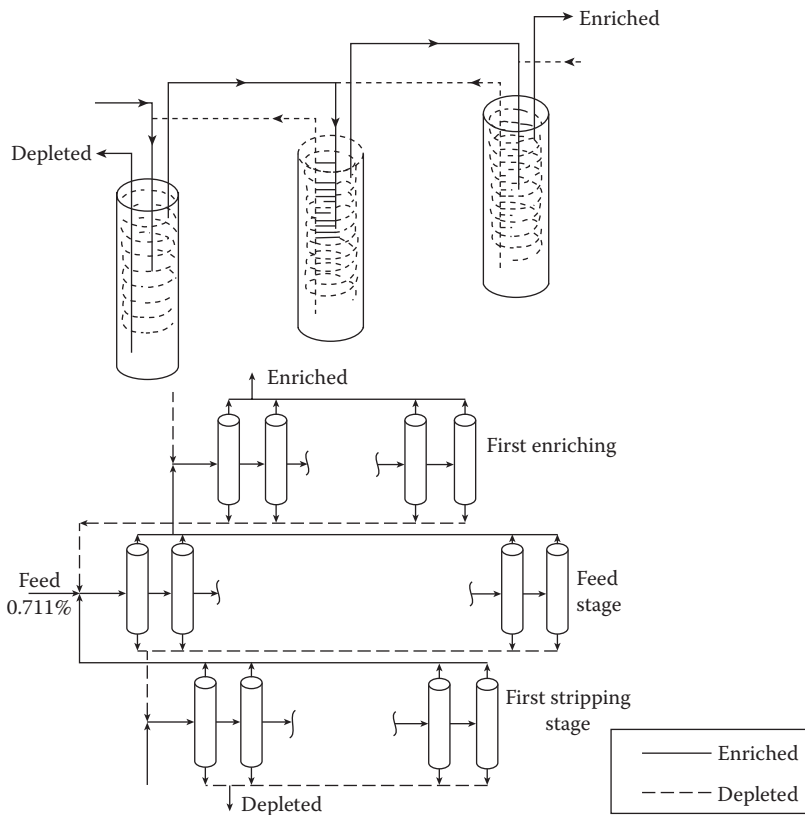 Enriched
Depleted
Enriched
First enriching
Feed
0.711%
Feed
stage
First stripping
stage
Depleted
Enriched
Depleted